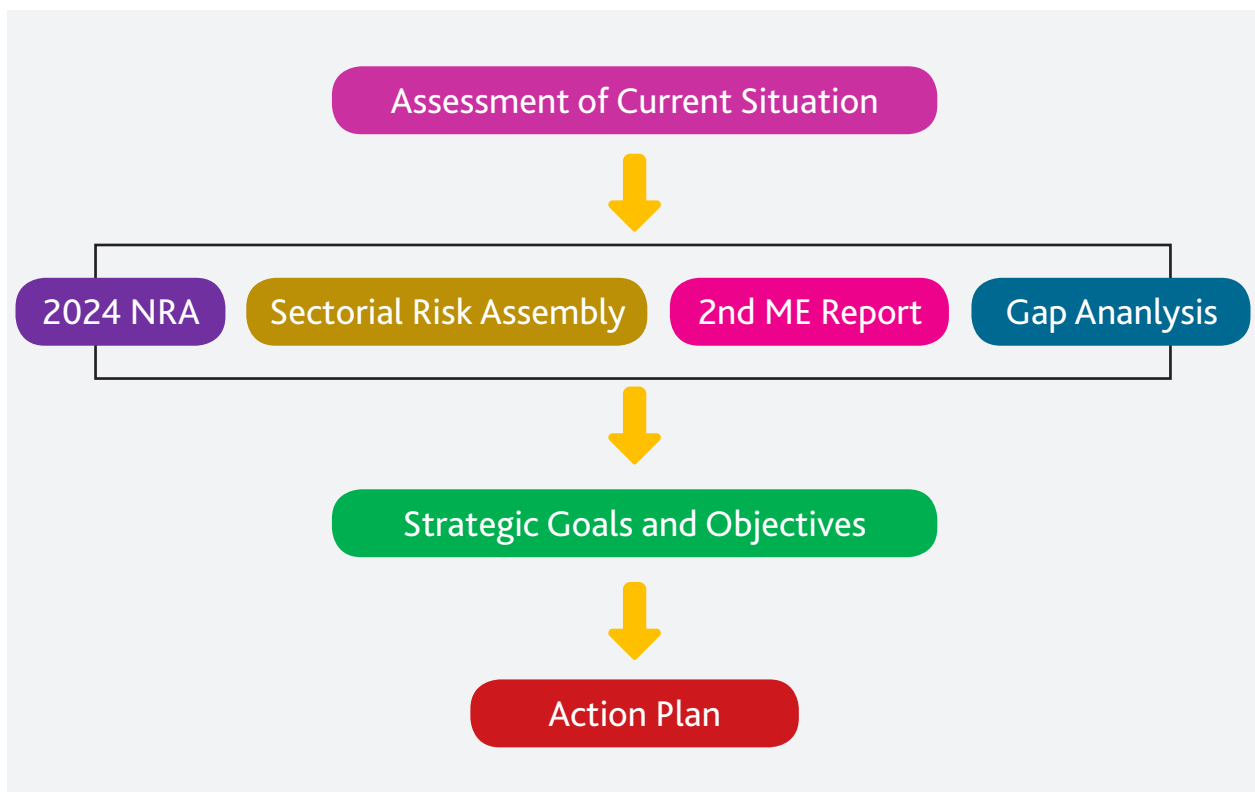 Assessment of Current Situation
2024 NRA
Sectorial Risk Assembly
2nd ME Report
Gap Ananlysis
Strategic Goals and Objectives
Action Plan